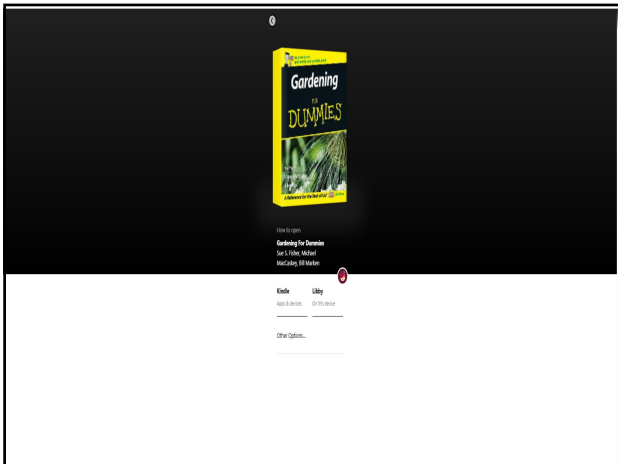 Gardening
FOR
DUMMIES
A Reference for the Rest of Us!
How to open
Gardening For Dummies
Sue S. Fisher, Michael
MacCaskey, Bill Marken
Kindle
Libby
Apps & devices
On this device
Other Options...